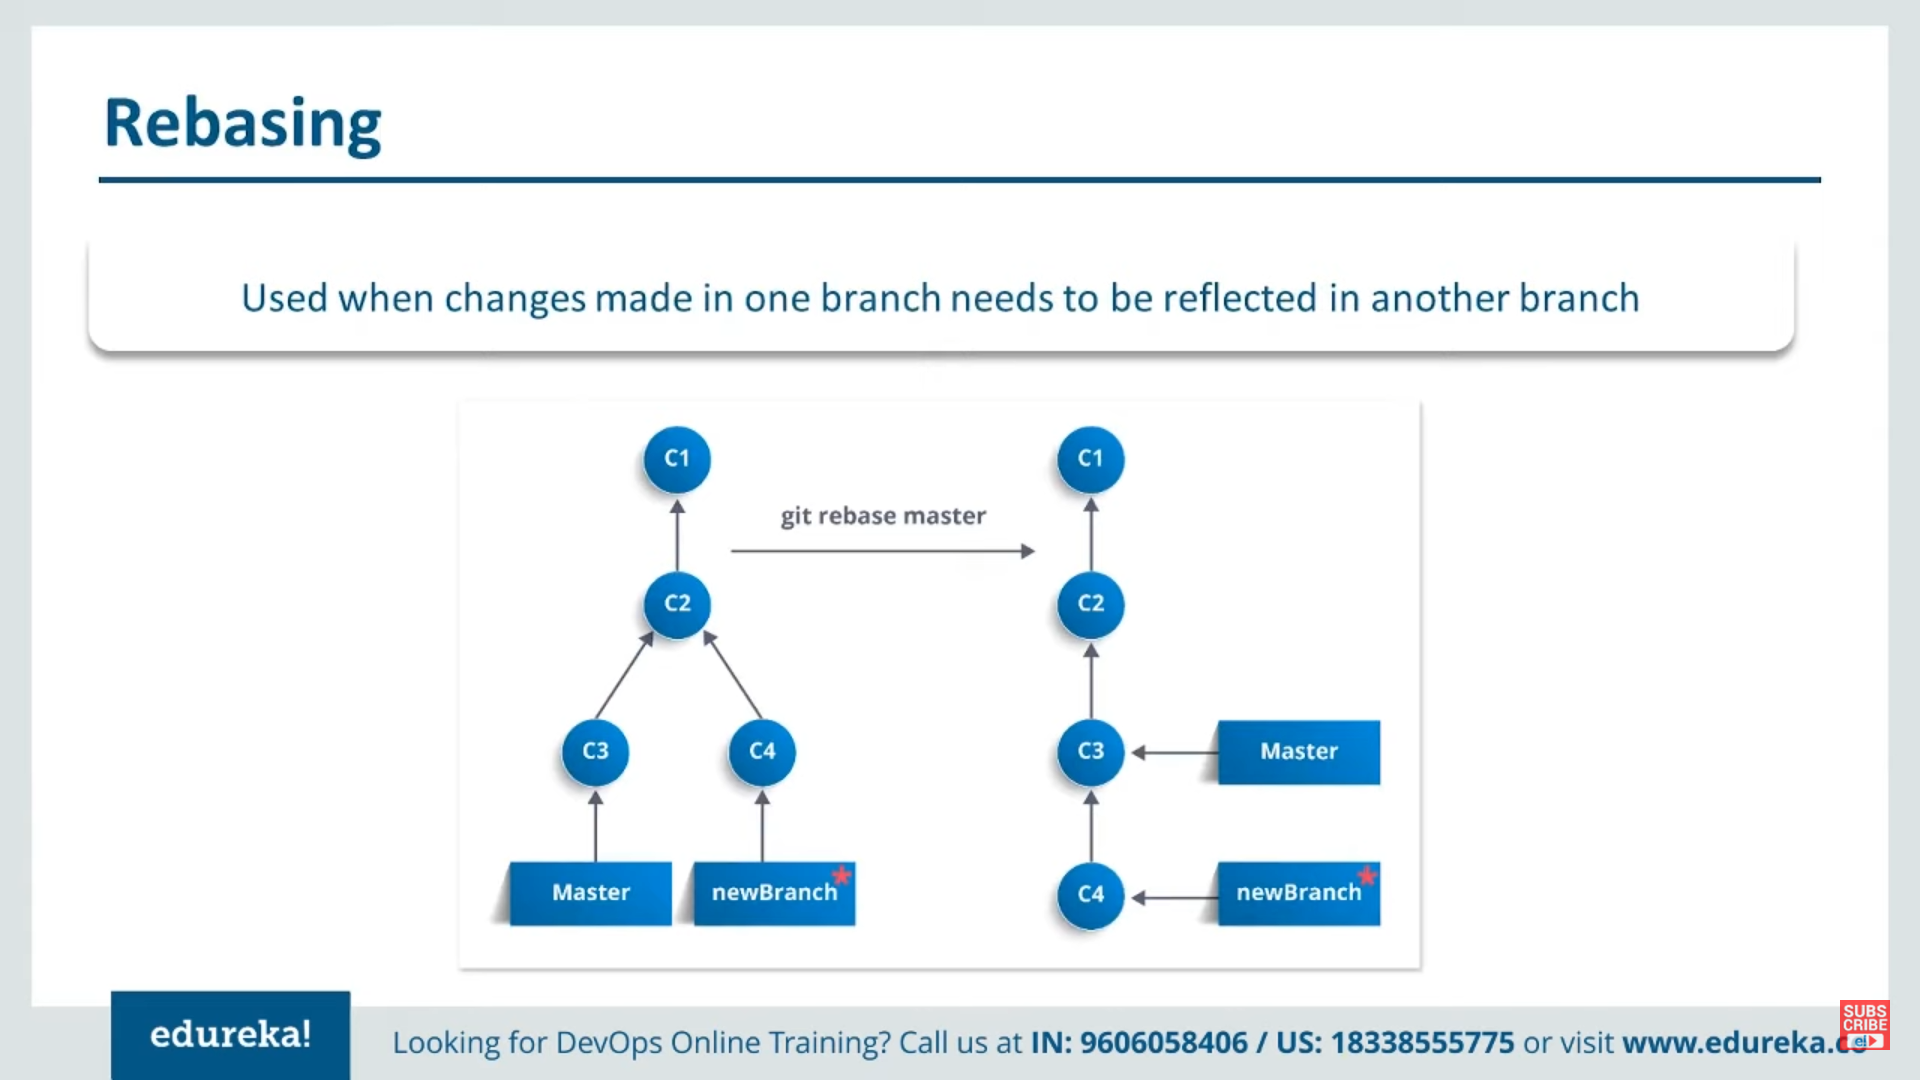 Rebasing
Used when changes made in one branch needs to be reflected in another branch
C1
C1
git rebase master
C2
C2
C3
C4
C3
Master
Master
newBranch*
C4
newBranch*
edureka!
Looking for DevOps Online Training? Call us at IN: 9606058406 / US: 18338555775 or visit www.edureka.co
SUBS
CRIBE
e!